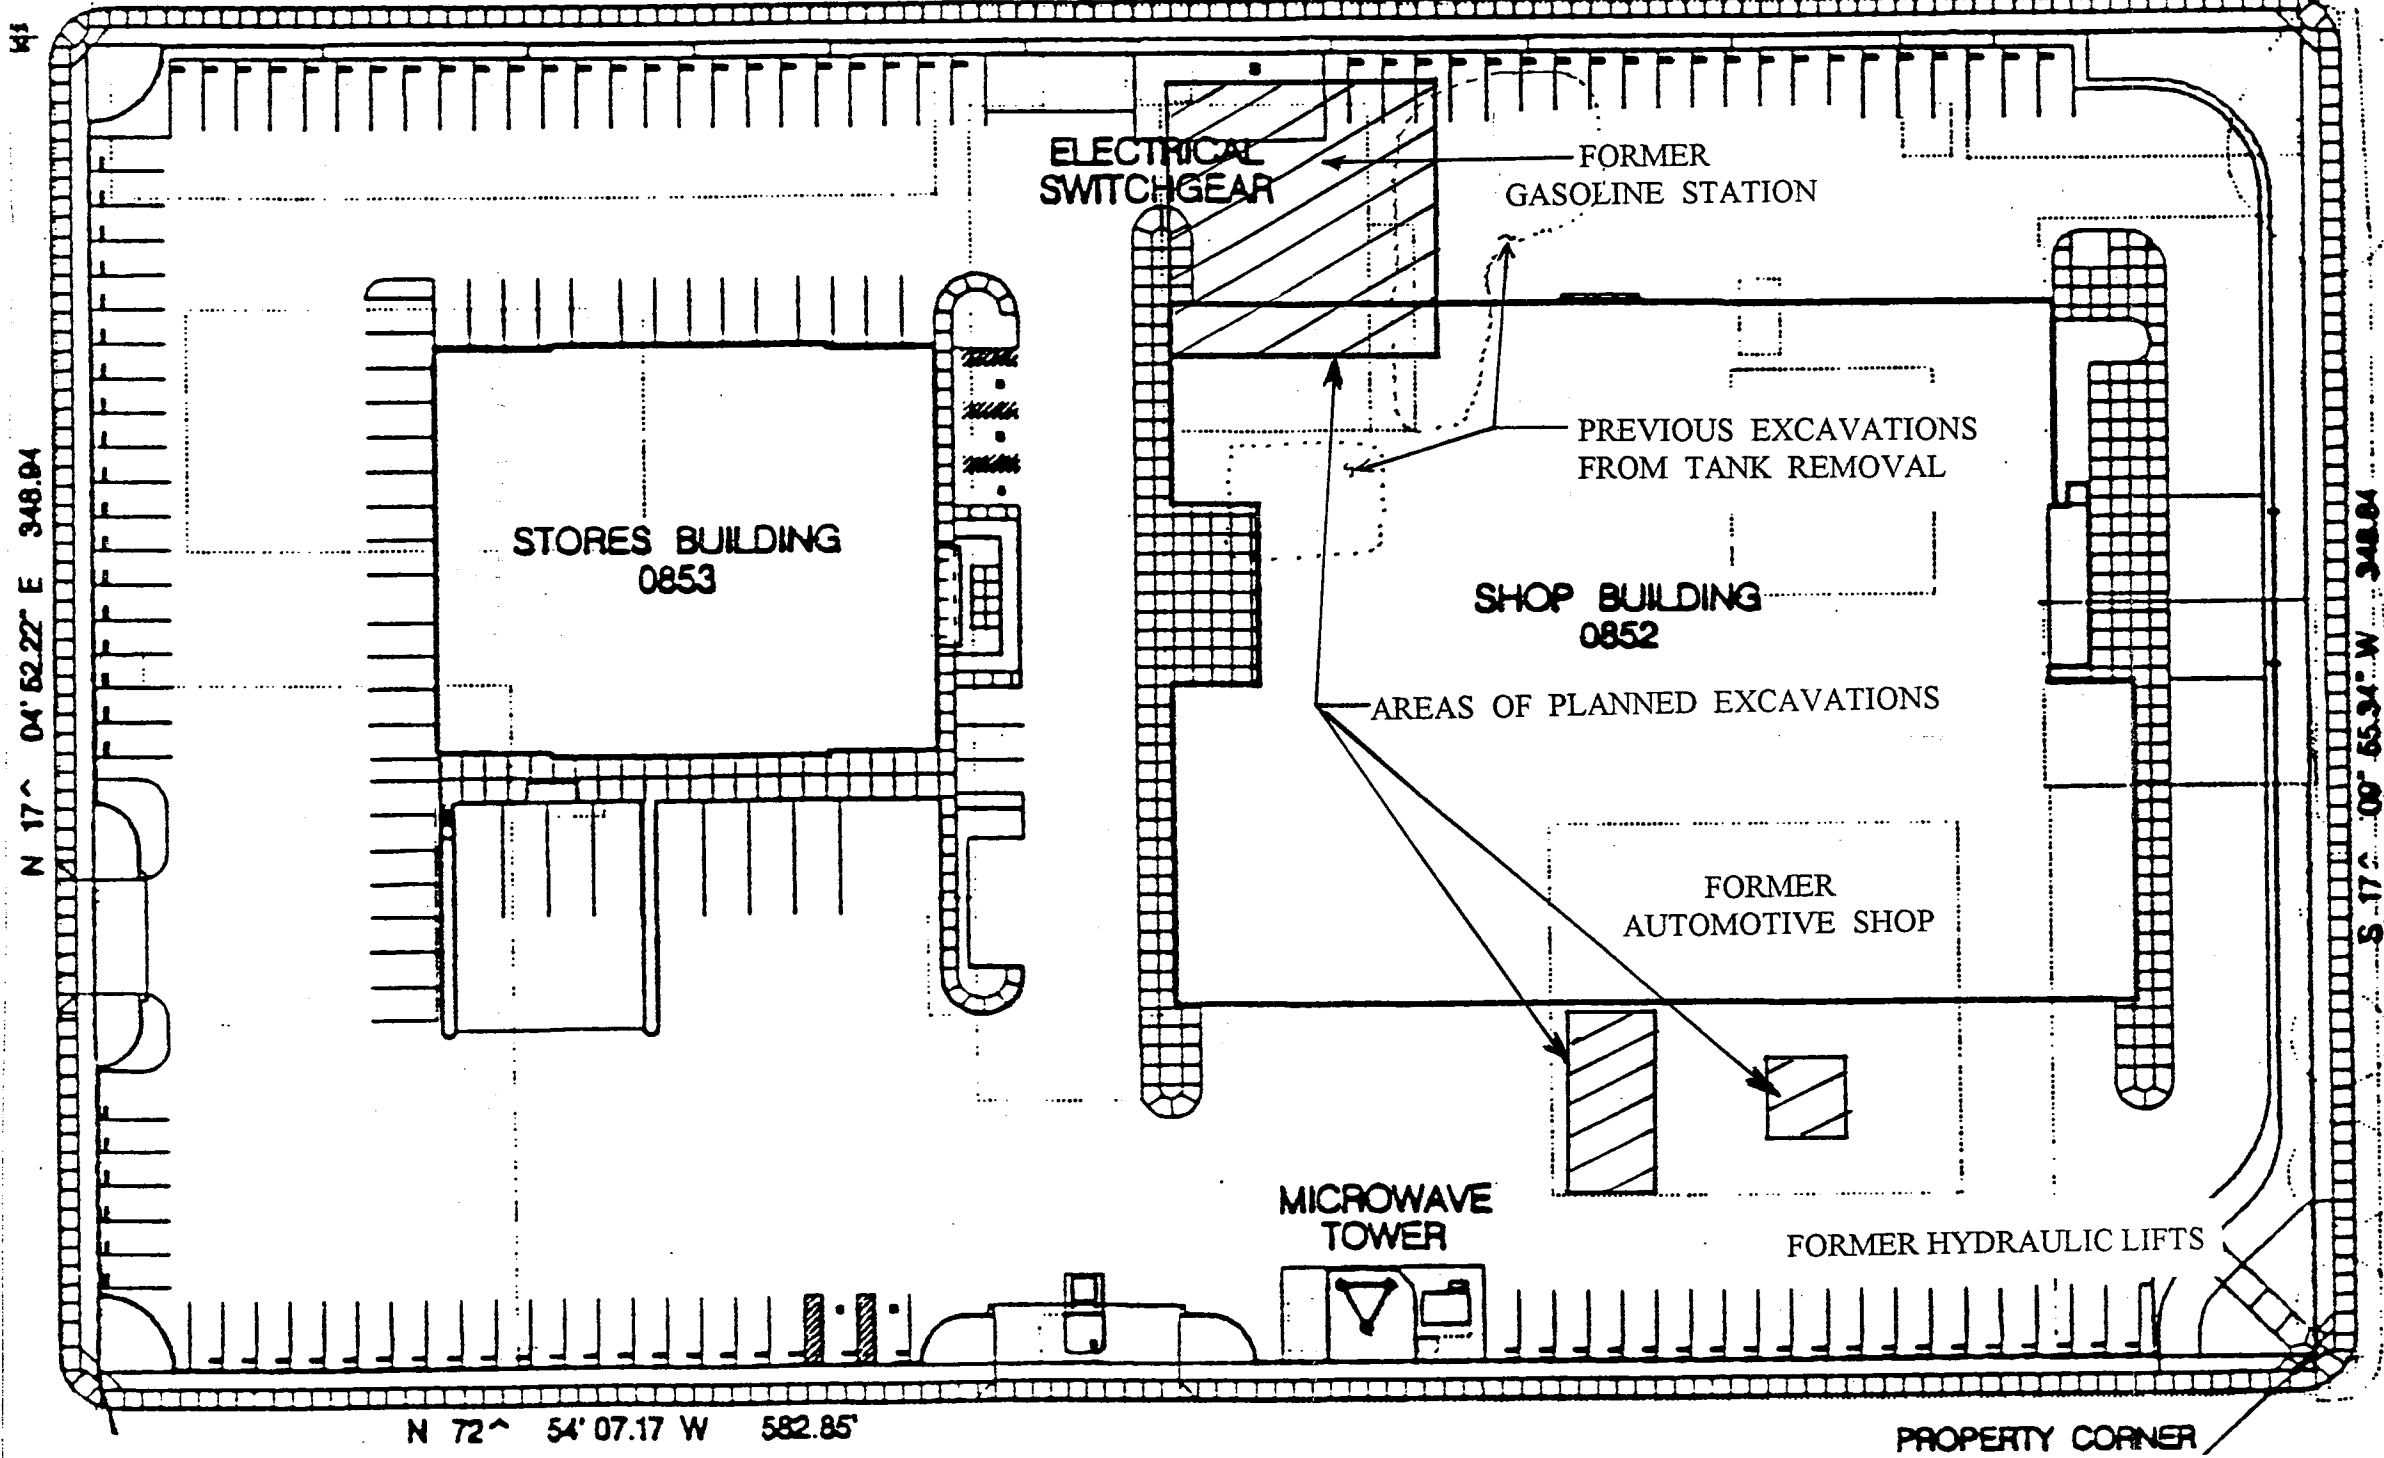 ELECTRICAL
SWITCHGEAR
FORMER
GASOLINE STATION
PREVIOUS EXCAVATIONS
FROM TANK REMOVAL
STORES BUILDING
0853
SHOP BUILDING
0852
AREAS OF PLANNED EXCAVATIONS
FORMER
AUTOMOTIVE SHOP
MICROWAVE
TOWER
FORMER HYDRAULIC LIFTS
N 17^ 04' 52.22" E 348.94
S 17^ 09" 55.34" W 348.84
N 72^ 54' 07.17 W 582.85'
PROPERTY CORNER